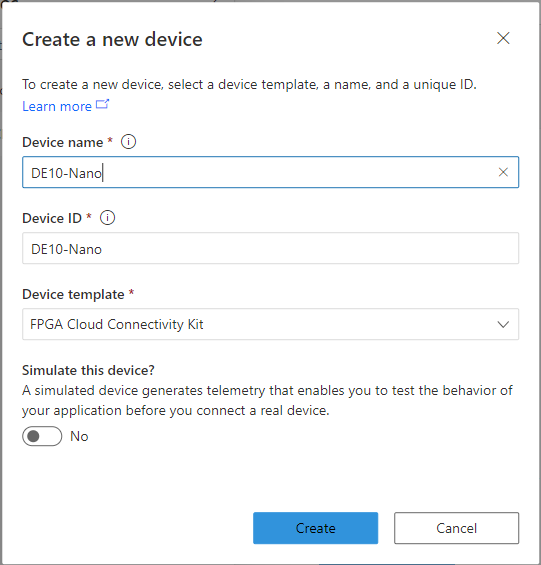 Create a new device
To create a new device, select a device template, a name, and a unique ID.
Learn more
Device name *
DE10-Nano
Device ID *
DE10-Nano
Device template *
FPGA Cloud Connectivity Kit
Simulate this device?
A simulated device generates telemetry that enables you to test the behavior of
your application before you connect a real device.
No
Create
Cancel